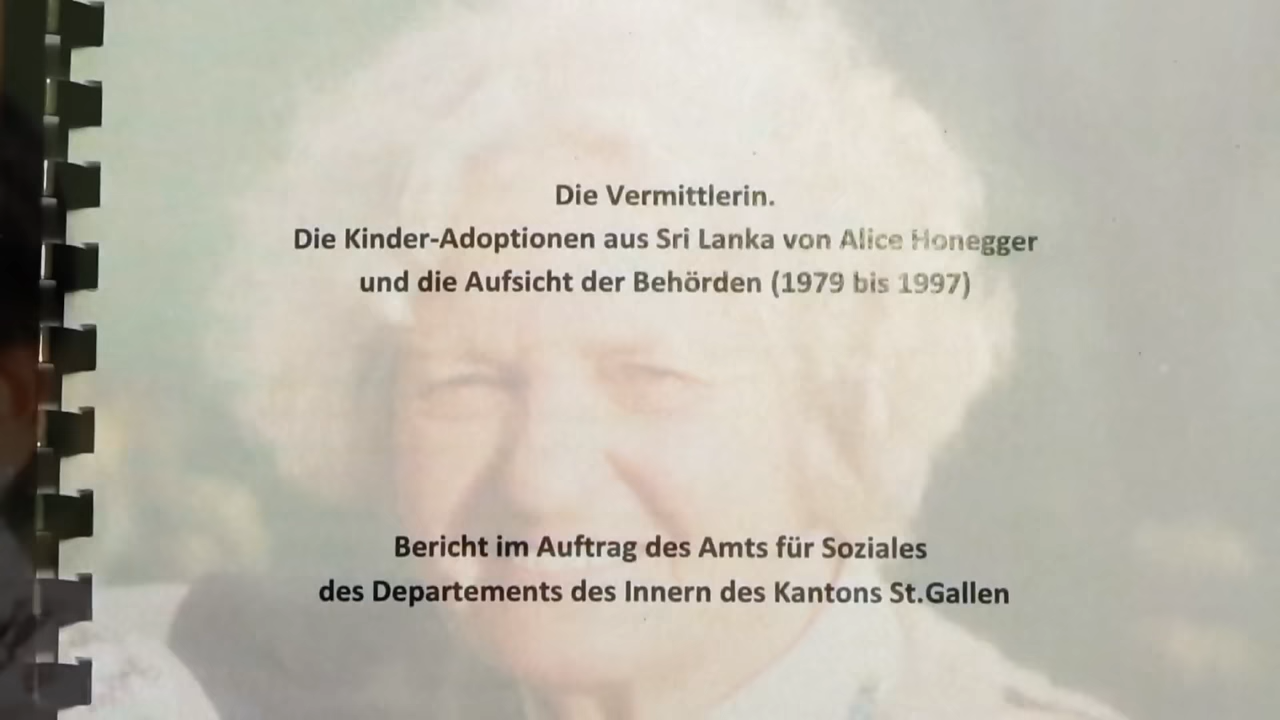 Die Vermittlerin.
Die Kinder-Adoptionen aus Sri Lanka von Alice Honegger
und die Aufsicht der Behörden (1979 bis 1997)
Bericht im Auftrag des Amts für Soziales
des Departements des Innern des Kantons St.Gallen